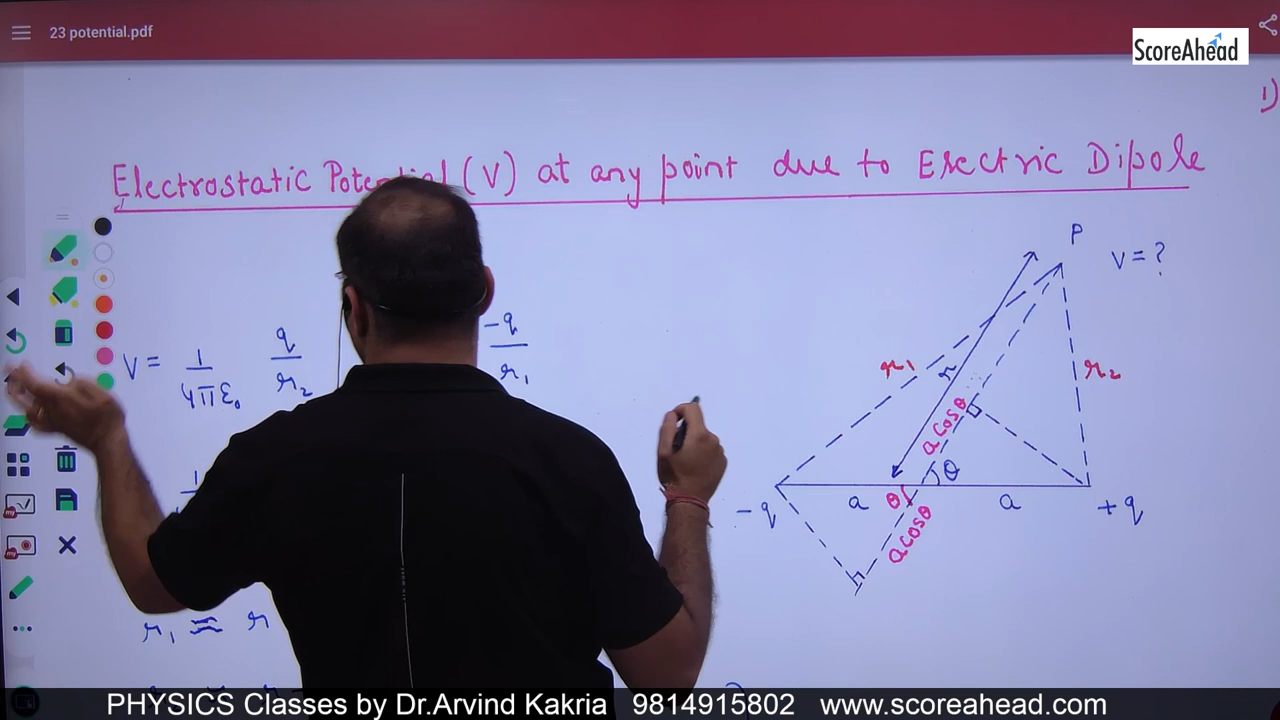 23 potential.pdf
ScoreAhead
1)
Electrostatic Potential (V) at any point due to Electric Dipole
P
V = ?
V = 1/4πε₀ q/r₂ -q/r₁
r₁
r
r₂
a cosθ
θ
-q
a
θ
a
+q
a cosθ
r₁ ≈ r
PHYSICS Classes by Dr.Arvind Kakria 9814915802 www.scoreahead.com